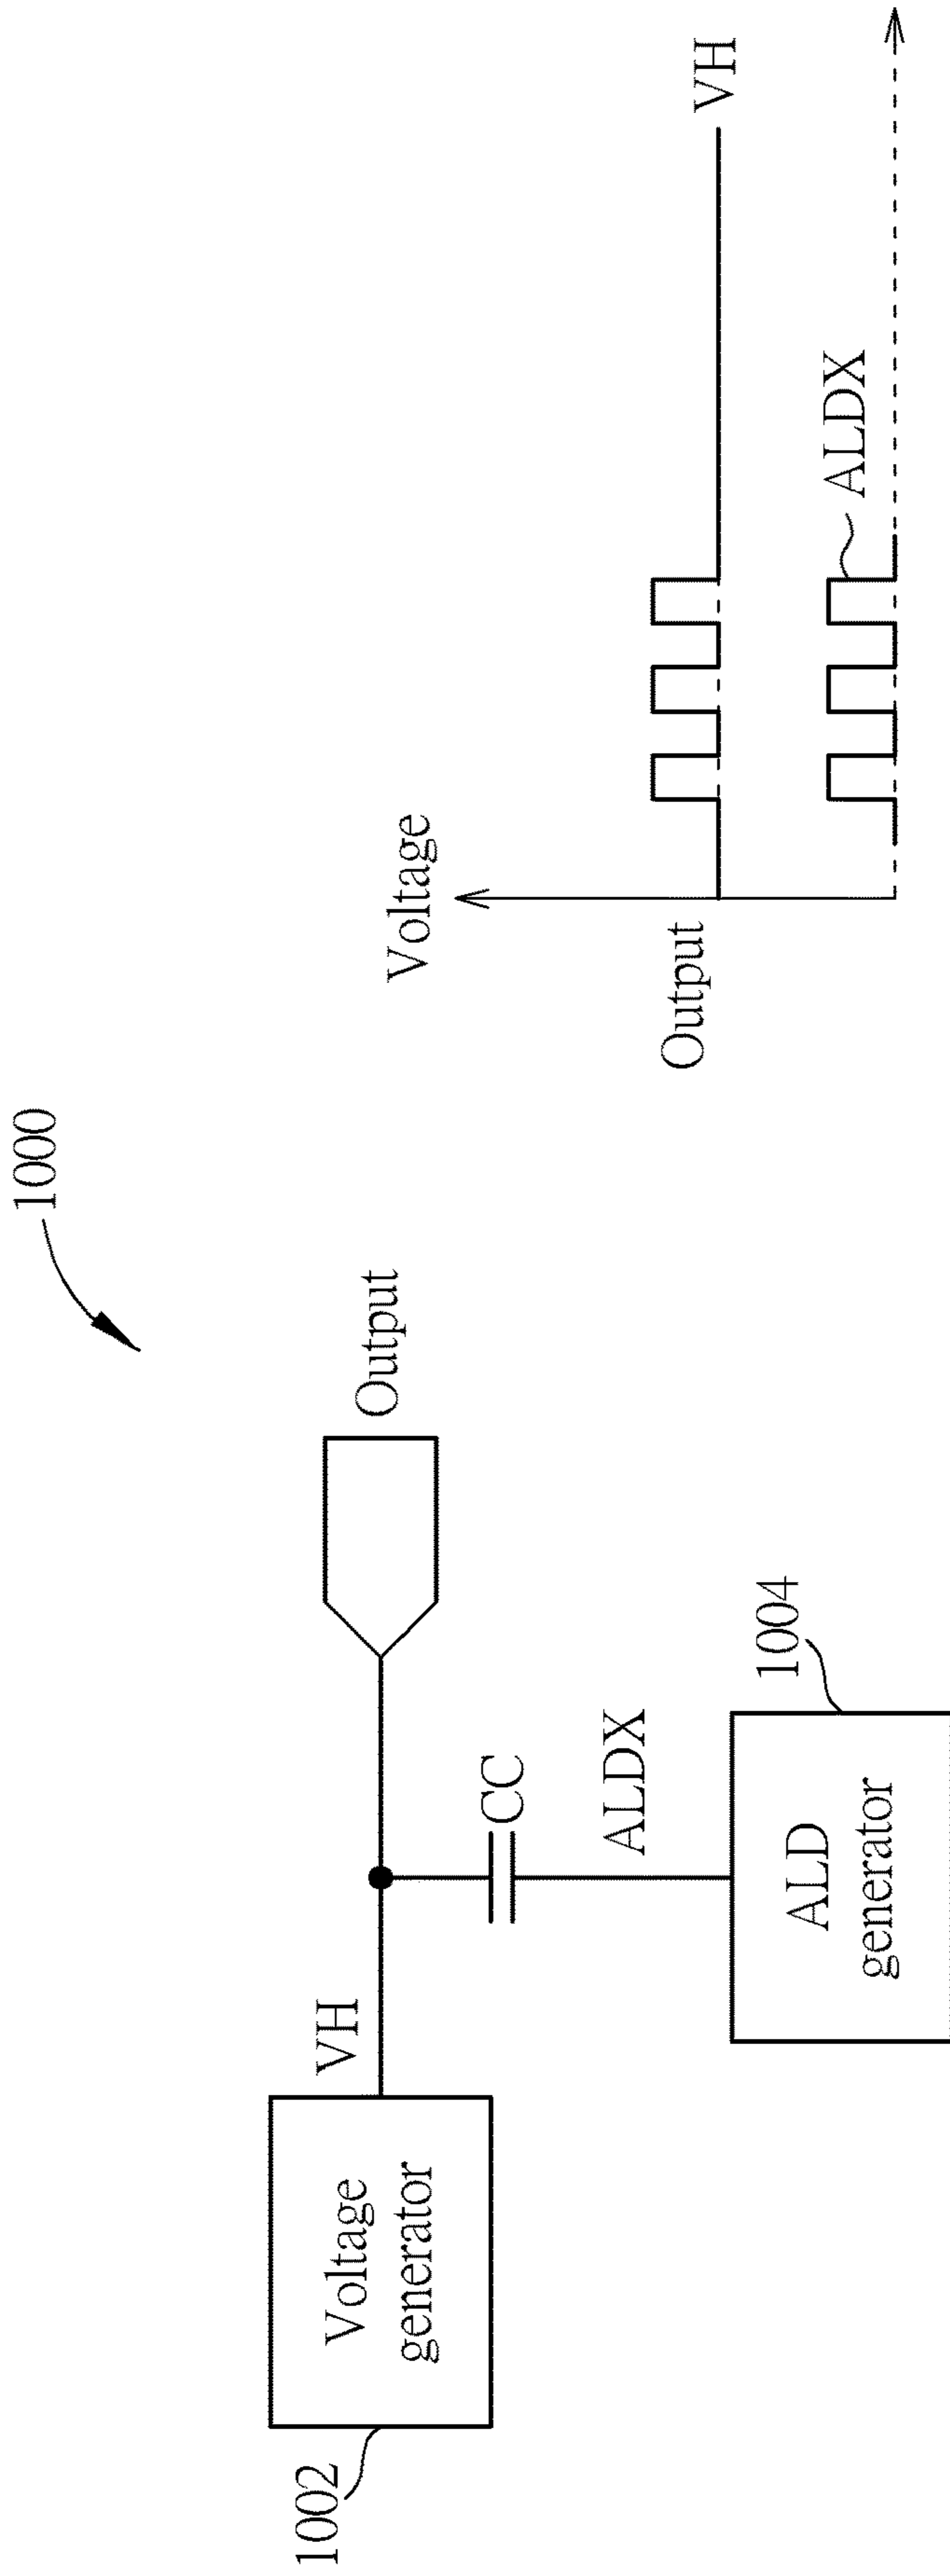 1000
1002
Voltage
generator
VH
Output
CC
ALDX
ALD
generator
1004
Voltage
Output
VH
ALDX